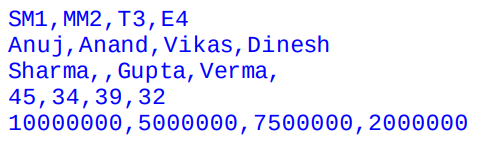 SM1,MM2,T3,E4
Anuj,Anand,Vikas,Dinesh
Sharma,,Gupta,Verma,
45,34,39,32
10000000,5000000,7500000,2000000